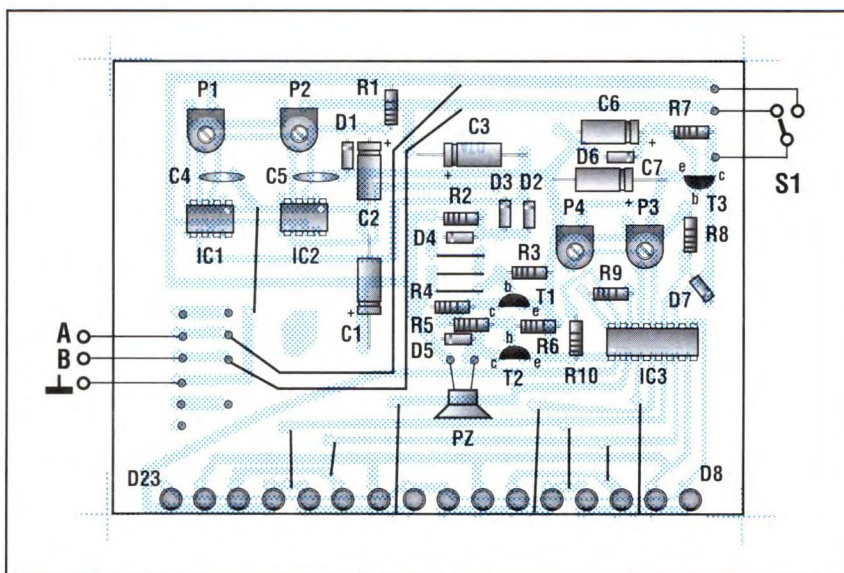 P1 P2 R1
C6 R7
D1 C3
D6 C7
e c
b T3 S1
C4 C5
R2 D3 D2
C2 P4 P3
IC1 IC2
D4
R3 R8
R9
R4 b T1 D7
c e
A C1 R5
B R6
D5 b
c T2 e
R10 IC3
PZ
D23 D8
+ + + + +